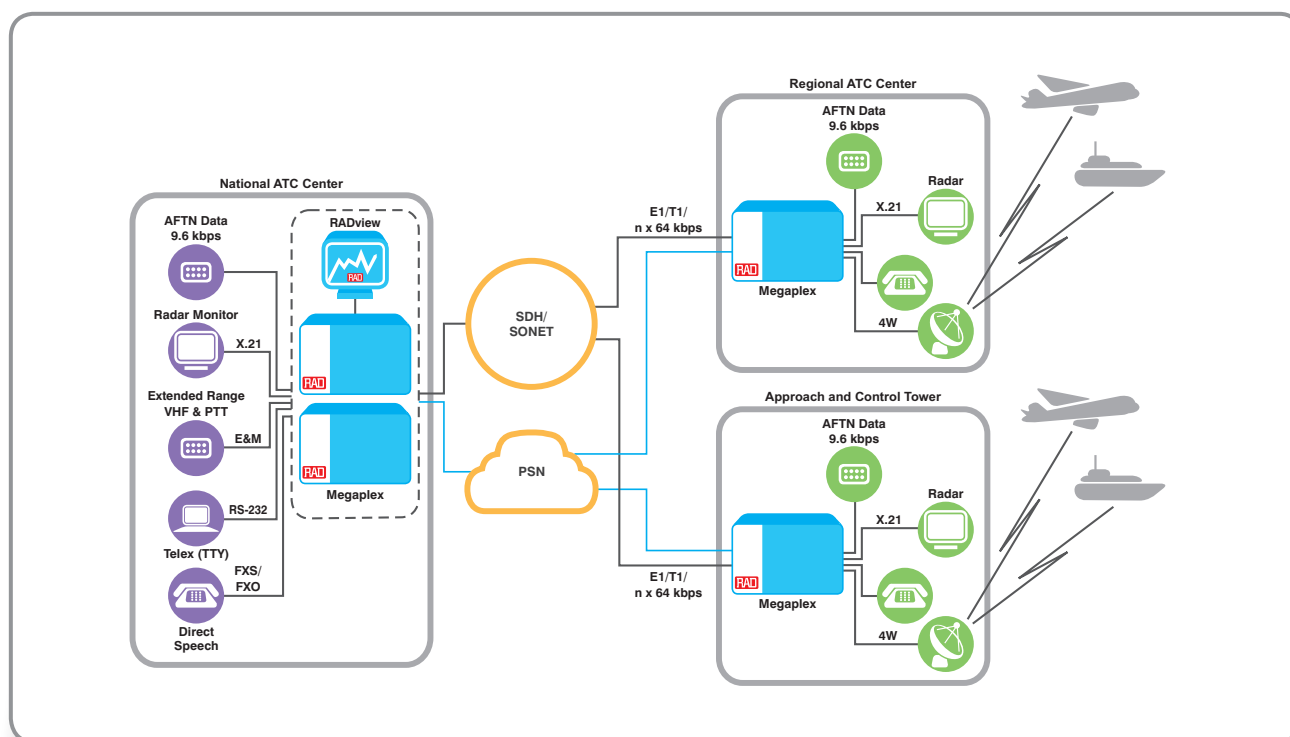 National ATC Center
AFTN Data
9.6 kbps
RADview
RAD
Radar Monitor
X.21
RAD
Extended Range
VHF & PTT
E&M
RAD
Megaplex
RS-232
Telex (TTY)
FXS/
FXO
Direct
Speech
SDH/
SONET
PSN
E1/T1/
n x 64 kbps
E1/T1/
n x 64 kbps
Regional ATC Center
AFTN Data
9.6 kbps
Radar
X.21
RAD
Megaplex
4W
Approach and Control Tower
AFTN Data
9.6 kbps
Radar
X.21
RAD
Megaplex
4W